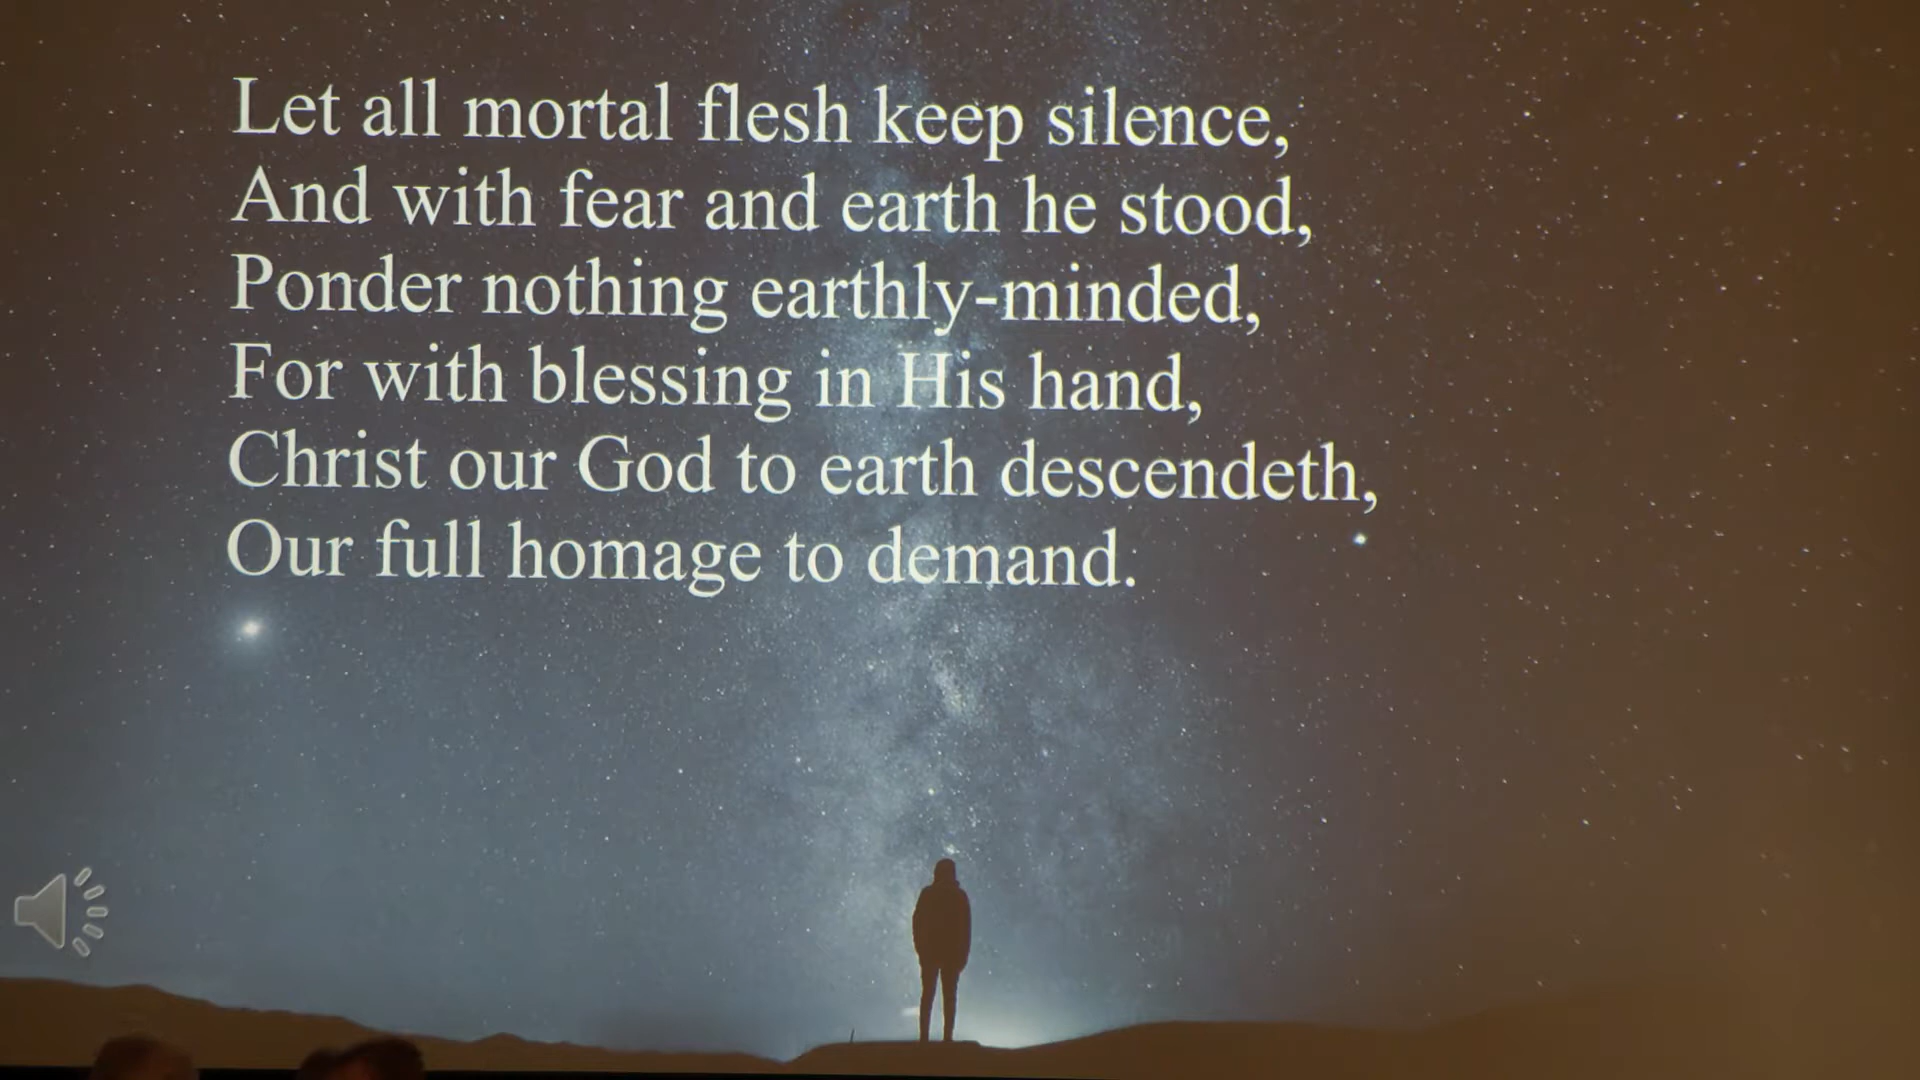 Let all mortal flesh keep silence,
And with fear and earth he stood,
Ponder nothing earthly-minded,
For with blessing in His hand,
Christ our God to earth descendeth,
Our full homage to demand.